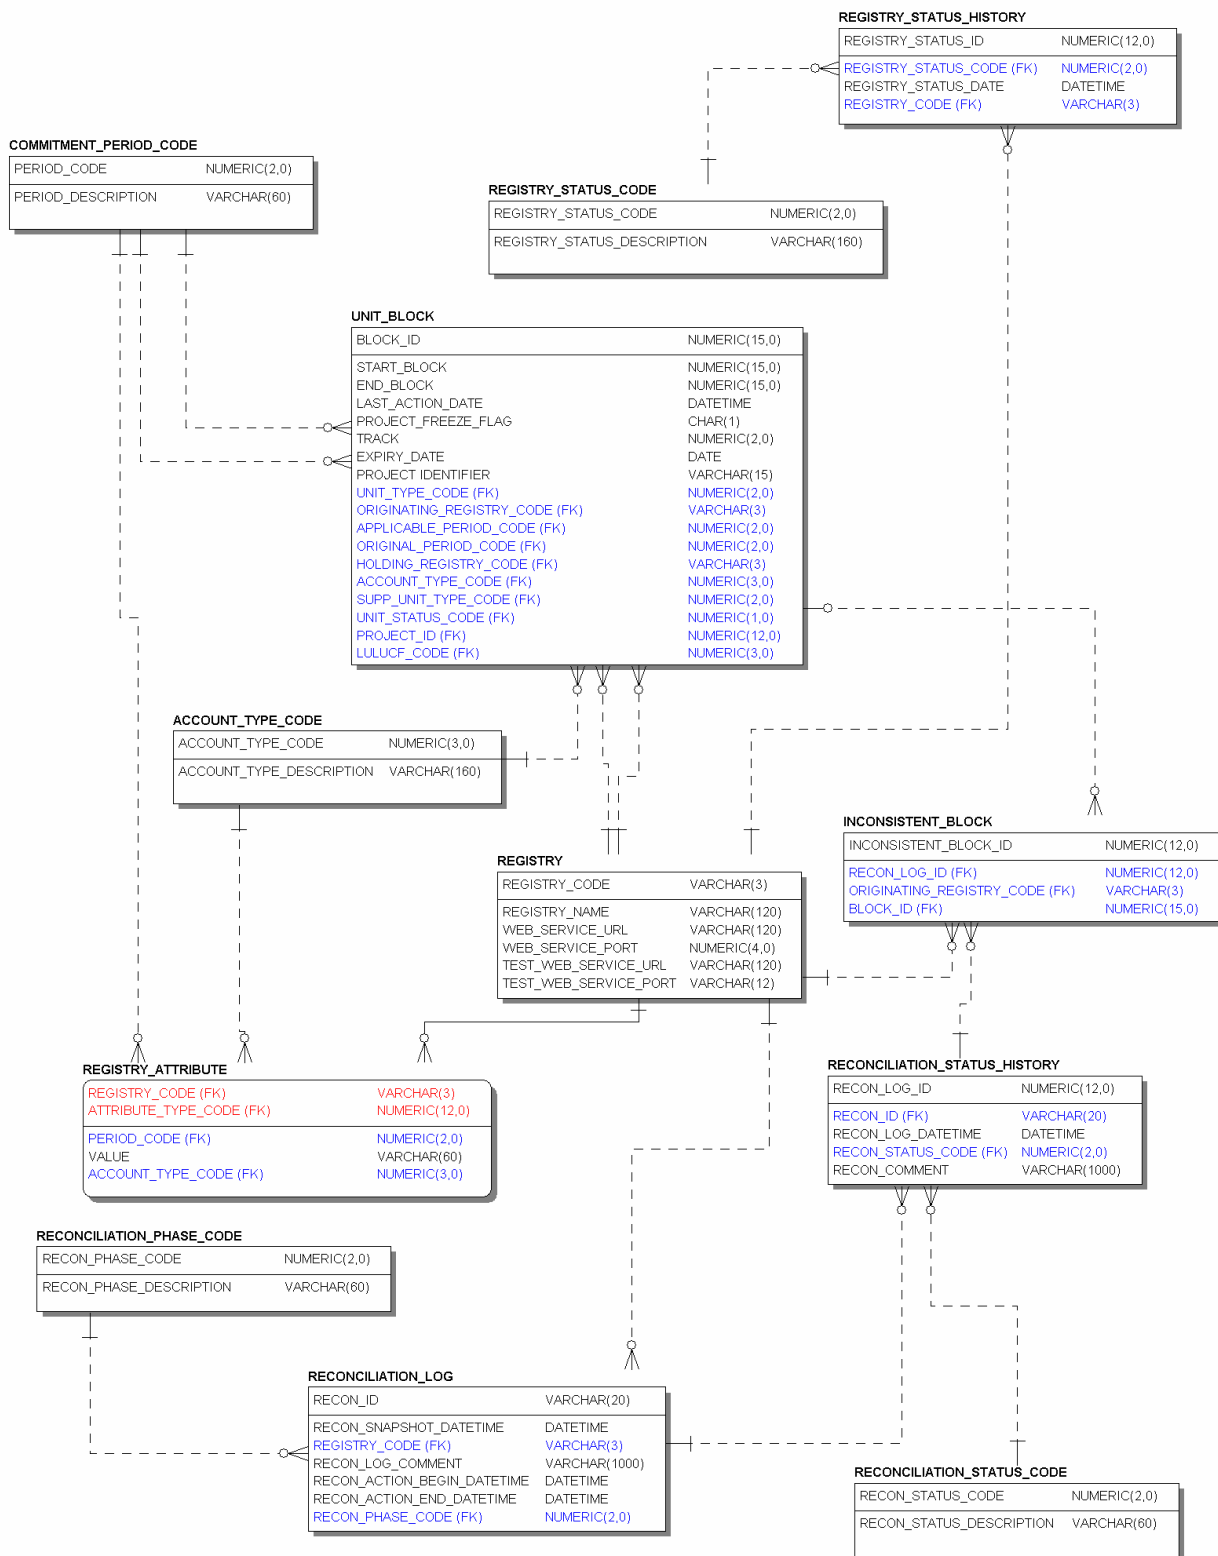 REGISTRY_STATUS_HISTORY
REGISTRY_STATUS_ID NUMERIC(12,0)
REGISTRY_STATUS_CODE (FK) NUMERIC(2,0)
REGISTRY_STATUS_DATE DATETIME
REGISTRY_CODE (FK) VARCHAR(3)
COMMITMENT_PERIOD_CODE
PERIOD_CODE NUMERIC(2,0)
PERIOD_DESCRIPTION VARCHAR(60)
REGISTRY_STATUS_CODE
REGISTRY_STATUS_CODE NUMERIC(2,0)
REGISTRY_STATUS_DESCRIPTION VARCHAR(160)
UNIT_BLOCK
BLOCK_ID NUMERIC(15,0)
START_BLOCK NUMERIC(15,0)
END_BLOCK NUMERIC(15,0)
LAST_ACTION_DATE DATETIME
PROJECT_FREEZE_FLAG CHAR(1)
TRACK NUMERIC(2,0)
EXPIRY_DATE DATE
PROJECT IDENTIFIER VARCHAR(15)
UNIT_TYPE_CODE (FK) NUMERIC(2,0)
ORIGINATING_REGISTRY_CODE (FK) VARCHAR(3)
APPLICABLE_PERIOD_CODE (FK) NUMERIC(2,0)
ORIGINAL_PERIOD_CODE (FK) NUMERIC(2,0)
HOLDING_REGISTRY_CODE (FK) VARCHAR(3)
ACCOUNT_TYPE_CODE (FK) NUMERIC(3,0)
SUPP_UNIT_TYPE_CODE (FK) NUMERIC(2,0)
UNIT_STATUS_CODE (FK) NUMERIC(1,0)
PROJECT_ID (FK) NUMERIC(12,0)
LULUCF_CODE (FK) NUMERIC(3,0)
ACCOUNT_TYPE_CODE
ACCOUNT_TYPE_CODE NUMERIC(3,0)
ACCOUNT_TYPE_DESCRIPTION VARCHAR(160)
INCONSISTENT_BLOCK
INCONSISTENT_BLOCK_ID NUMERIC(12,0)
RECON_LOG_ID (FK) NUMERIC(12,0)
ORIGINATING_REGISTRY_CODE (FK) VARCHAR(3)
BLOCK_ID (FK) NUMERIC(15,0)
REGISTRY
REGISTRY_CODE VARCHAR(3)
REGISTRY_NAME VARCHAR(120)
WEB_SERVICE_URL VARCHAR(120)
WEB_SERVICE_PORT NUMERIC(4,0)
TEST_WEB_SERVICE_URL VARCHAR(120)
TEST_WEB_SERVICE_PORT VARCHAR(12)
REGISTRY_ATTRIBUTE
REGISTRY_CODE (FK) VARCHAR(3)
ATTRIBUTE_TYPE_CODE (FK) NUMERIC(12,0)
PERIOD_CODE (FK) NUMERIC(2,0)
VALUE VARCHAR(60)
ACCOUNT_TYPE_CODE (FK) NUMERIC(3,0)
RECONCILIATION_STATUS_HISTORY
RECON_LOG_ID NUMERIC(12,0)
RECON_ID (FK) VARCHAR(20)
RECON_LOG_DATETIME DATETIME
RECON_STATUS_CODE (FK) NUMERIC(2,0)
RECON_COMMENT VARCHAR(1000)
RECONCILIATION_PHASE_CODE
RECON_PHASE_CODE NUMERIC(2,0)
RECON_PHASE_DESCRIPTION VARCHAR(60)
RECONCILIATION_LOG
RECON_ID VARCHAR(20)
RECON_SNAPSHOT_DATETIME DATETIME
REGISTRY_CODE (FK) VARCHAR(3)
RECON_LOG_COMMENT VARCHAR(1000)
RECON_ACTION_BEGIN_DATETIME DATETIME
RECON_ACTION_END_DATETIME DATETIME
RECON_PHASE_CODE (FK) NUMERIC(2,0)
RECONCILIATION_STATUS_CODE
RECON_STATUS_CODE NUMERIC(2,0)
RECON_STATUS_DESCRIPTION VARCHAR(60)